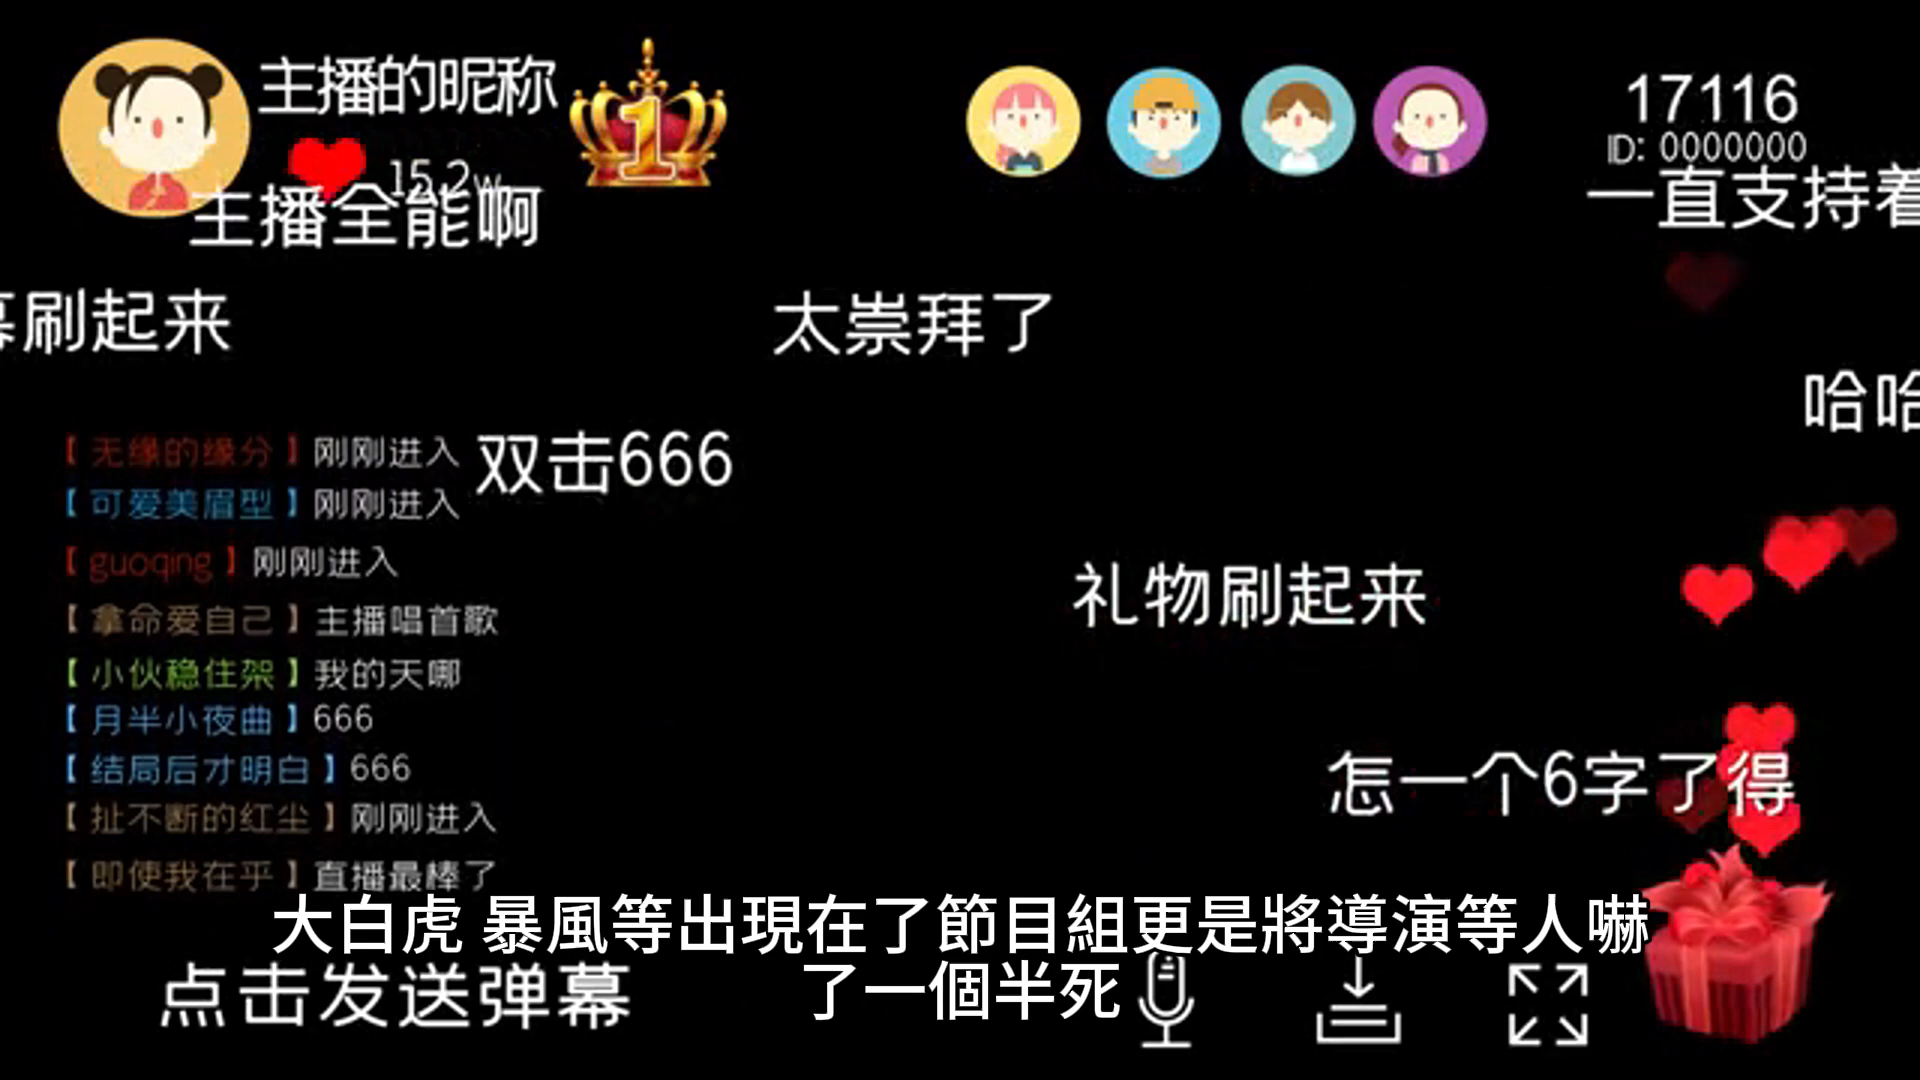 主播的昵称
1
17116
ID: 0000000
15.2w
主播全能啊
一直支持着
刷起来
太崇拜了
哈哈
双击666
【无缘的缘分】刚刚进入
【可爱美眉型】刚刚进入
【guoqing】刚刚进入
礼物刷起来
【拿命爱自己】主播唱首歌
【小伙稳住架】我的天哪
【月半小夜曲】666
【结局后才明白】666
怎一个6字了得
【扯不断的红尘】刚刚进入
【即使我在乎】直播最棒了
大白虎 暴風等出現在了節目組更是將導演等人嚇
了一個半死
点击发送弹幕